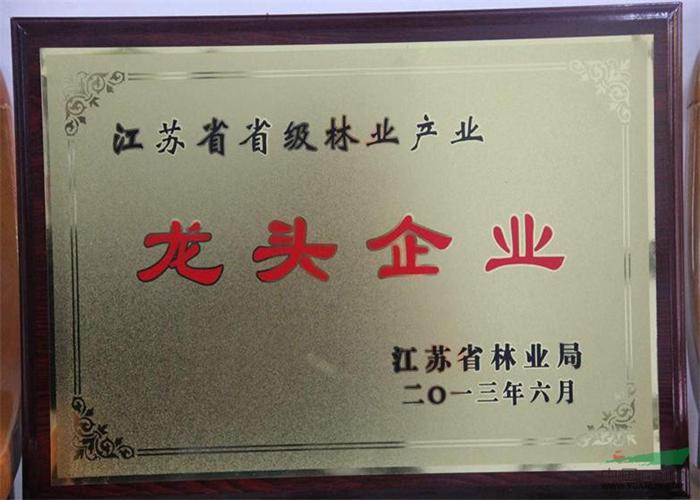 江苏省省级林业产业
龙头企业
江苏省林业局
二〇一三年六月